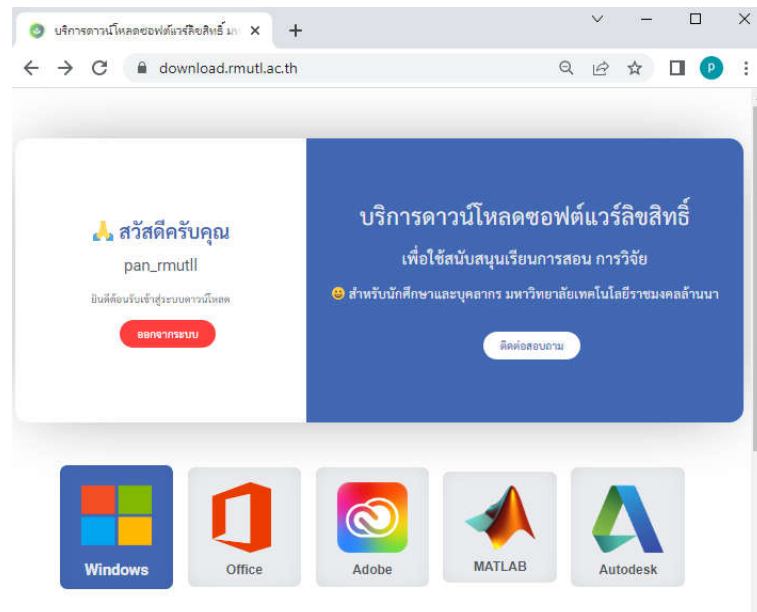 บริการดาวน์โหลดซอฟต์แวร์ลิขสิทธิ์ มห
download.rmutl.ac.th
P
🙏 สวัสดีครับคุณ
pan_rmutll
ยินดีต้อนรับเข้าสู่ระบบดาวน์โหลด
ออกจากระบบ
บริการดาวน์โหลดซอฟต์แวร์ลิขสิทธิ์
เพื่อใช้สนับสนุนเรียนการสอน การวิจัย
😀 สำหรับนักศึกษาและบุคลากร มหาวิทยาลัยเทคโนโลยีราชมงคลล้านนา
ติดต่อสอบถาม
Windows
Office
Adobe
MATLAB
Autodesk